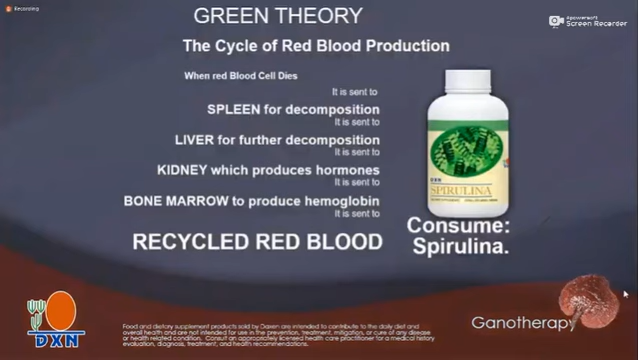 Recording
GREEN THEORY
Apowersoft
Screen Recorder
The Cycle of Red Blood Production
When red Blood Cell Dies
It is sent to
SPLEEN for decomposition
It is sent to
LIVER for further decomposition
It is sent to
KIDNEY which produces hormones
It is sent to
BONE MARROW to produce hemoglobin
It is sent to
RECYCLED RED BLOOD
DXN
SPIRULINA
Consume:
Spirulina.
DXN
Food and dietary supplement products sold by Daxen are intended to contribute to the daily diet and
overall health and are not intended for use in the prevention, treatment, mitigation, or cure of any disease
or health related condition. Consult an appropriately licensed health care practitioner for a medical history
evaluation, diagnosis, treatment, and health recommendations.
Ganotherapy